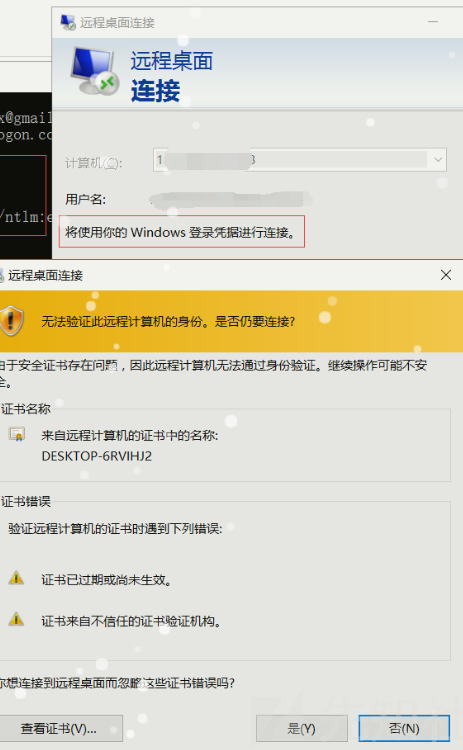 远程桌面连接
远程桌面
连接
x@gmail
ogon.co
/ntlm:e
计算机(C):
用户名:
将使用你的 Windows 登录凭据进行连接。
远程桌面连接
无法验证此远程计算机的身份。是否仍要连接?
由于安全证书存在问题，因此远程计算机无法通过身份验证。继续操作可能不安
全。
证书名称
来自远程计算机的证书中的名称:
DESKTOP-6RVIHJ2
证书错误
验证远程计算机的证书时遇到下列错误:
证书已过期或尚未生效。
证书来自不信任的证书验证机构。
你想连接到远程桌面而忽略这些证书错误吗?
查看证书(V)...
是(Y)
否(N)